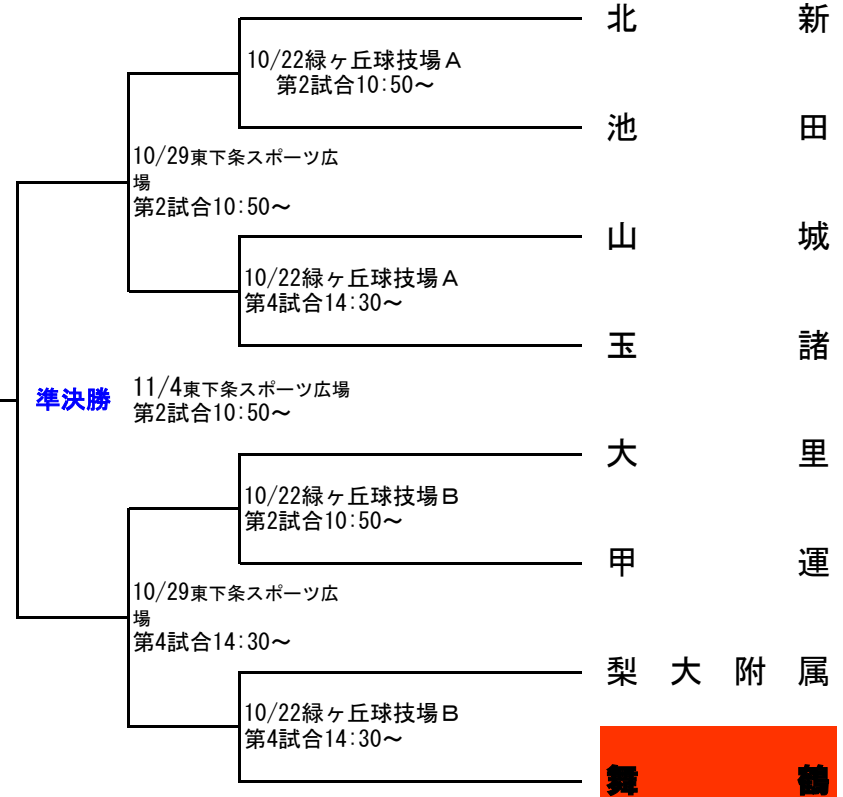 北新
10/22緑ヶ丘球技場A
第2試合10:50～
池田
10/29東下条スポーツ広
場
第2試合10:50～
山城
10/22緑ヶ丘球技場A
第4試合14:30～
玉諸
準決勝
11/4東下条スポーツ広場
第2試合10:50～
大里
10/22緑ヶ丘球技場B
第2試合10:50～
甲運
10/29東下条スポーツ広
場
第4試合14:30～
梨大附属
10/22緑ヶ丘球技場B
第4試合14:30～
舞鶴